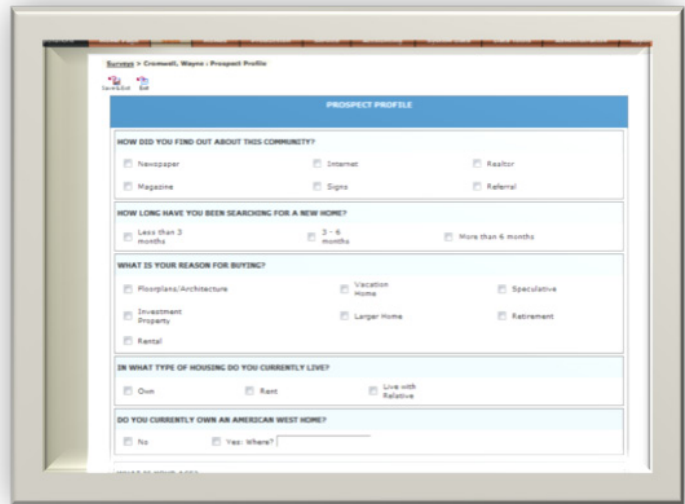 Surveys > Cromwell, Wayne : Prospect Profile
Save & Exit Exit
PROSPECT PROFILE
HOW DID YOU FIND OUT ABOUT THIS COMMUNITY?
Newspaper Internet Realtor
Magazine Signs Referral
HOW LONG HAVE YOU BEEN SEARCHING FOR A NEW HOME?
Less than 3 months 3 - 6 months More than 6 months
WHAT IS YOUR REASON FOR BUYING?
Floorplans/Architecture Vacation Home Speculative
Investment Property Larger Home Retirement
Rental
IN WHAT TYPE OF HOUSING DO YOU CURRENTLY LIVE?
Own Rent Live with Relative
DO YOU CURRENTLY OWN AN AMERICAN WEST HOME?
No Yes: Where?
WHAT IS YOUR AGE?